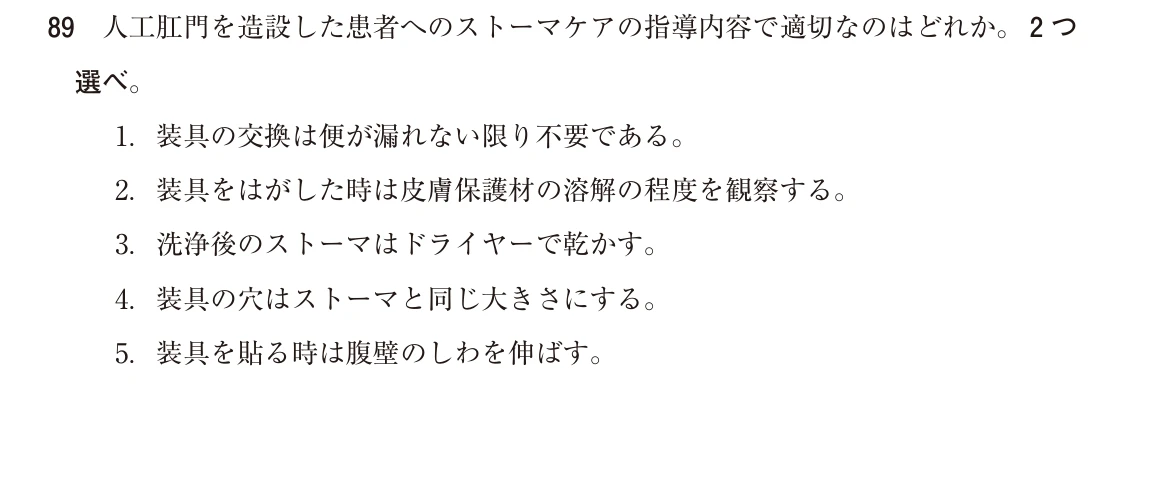 89 人工肛門を造設した患者へのストーマケアの指導内容で適切なのはどれか。2つ
選べ。
1. 装具の交換は便が漏れない限り不要である。
2. 装具をはがした時は皮膚保護材の溶解の程度を観察する。
3. 洗浄後のストーマはドライヤーで乾かす。
4. 装具の穴はストーマと同じ大きさにする。
5. 装具を貼る時は腹壁のしわを伸ばす。